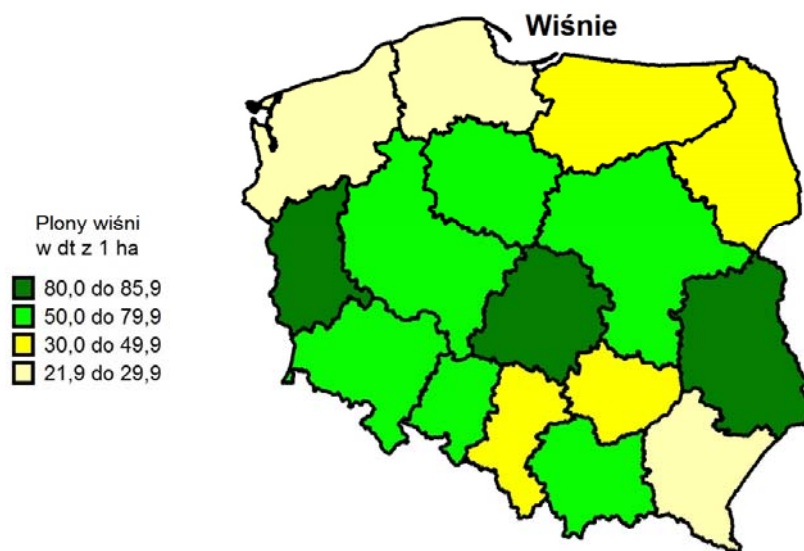 Wiśnie
Plony wiśni
w dt z 1 ha
80,0 do 85,9
50,0 do 79,9
30,0 do 49,9
21,9 do 29,9